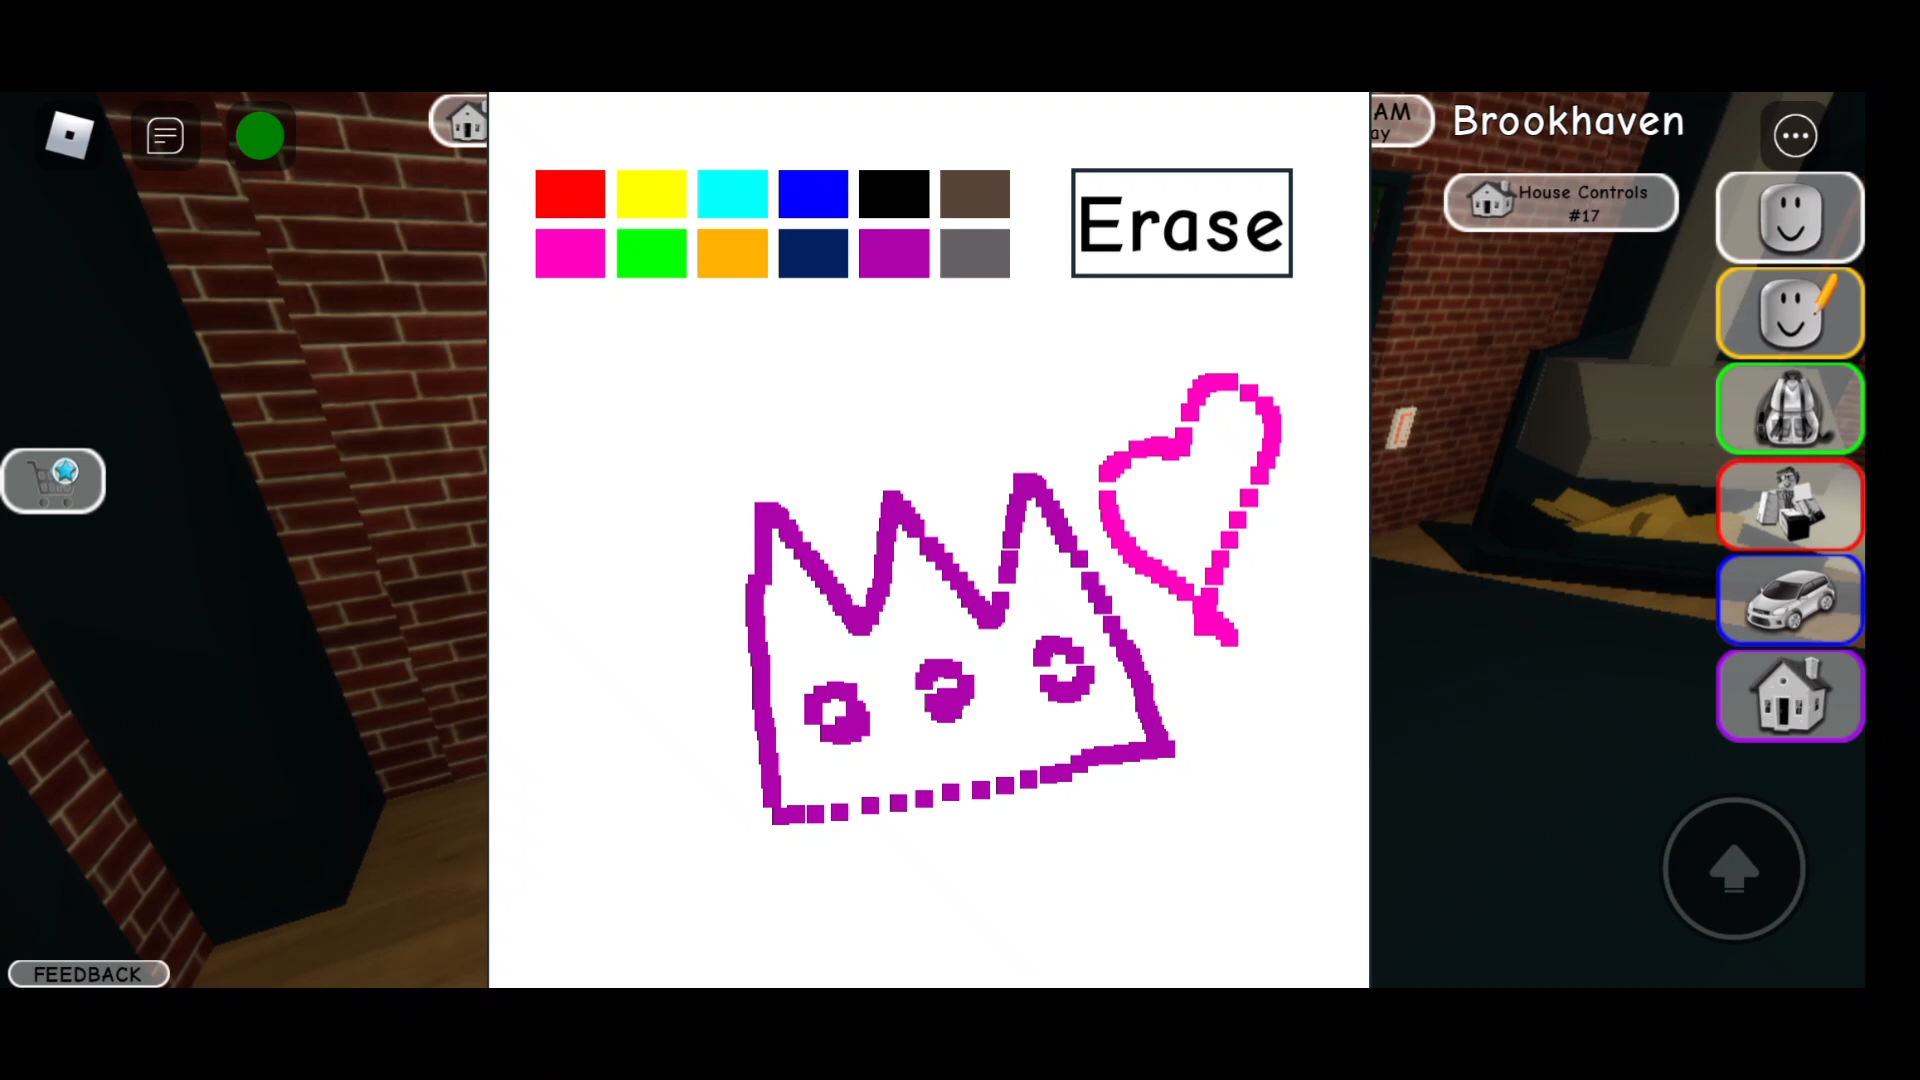 AM
ay
Brookhaven
House Controls
#17
Erase
FEEDBACK